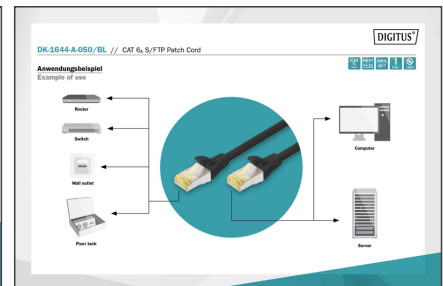 DIGITUS®
DK-1644-A-050/BL // CAT 6A S/FTP Patch Cord
Anwendungsbeispiel
Example of use
Router
Switch
Wall outlet
Floor tank
Computer
Server